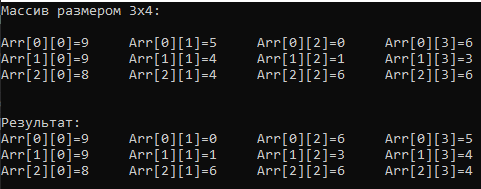 Массив размером 3x4:
Arr[0][0]=9 Arr[0][1]=5 Arr[0][2]=0 Arr[0][3]=6
Arr[1][0]=9 Arr[1][1]=4 Arr[1][2]=1 Arr[1][3]=3
Arr[2][0]=8 Arr[2][1]=4 Arr[2][2]=6 Arr[2][3]=6
Результат:
Arr[0][0]=9 Arr[0][1]=0 Arr[0][2]=6 Arr[0][3]=5
Arr[1][0]=9 Arr[1][1]=1 Arr[1][2]=3 Arr[1][3]=4
Arr[2][0]=8 Arr[2][1]=6 Arr[2][2]=6 Arr[2][3]=4